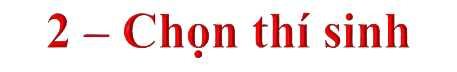 2 – Chọn thí sinh